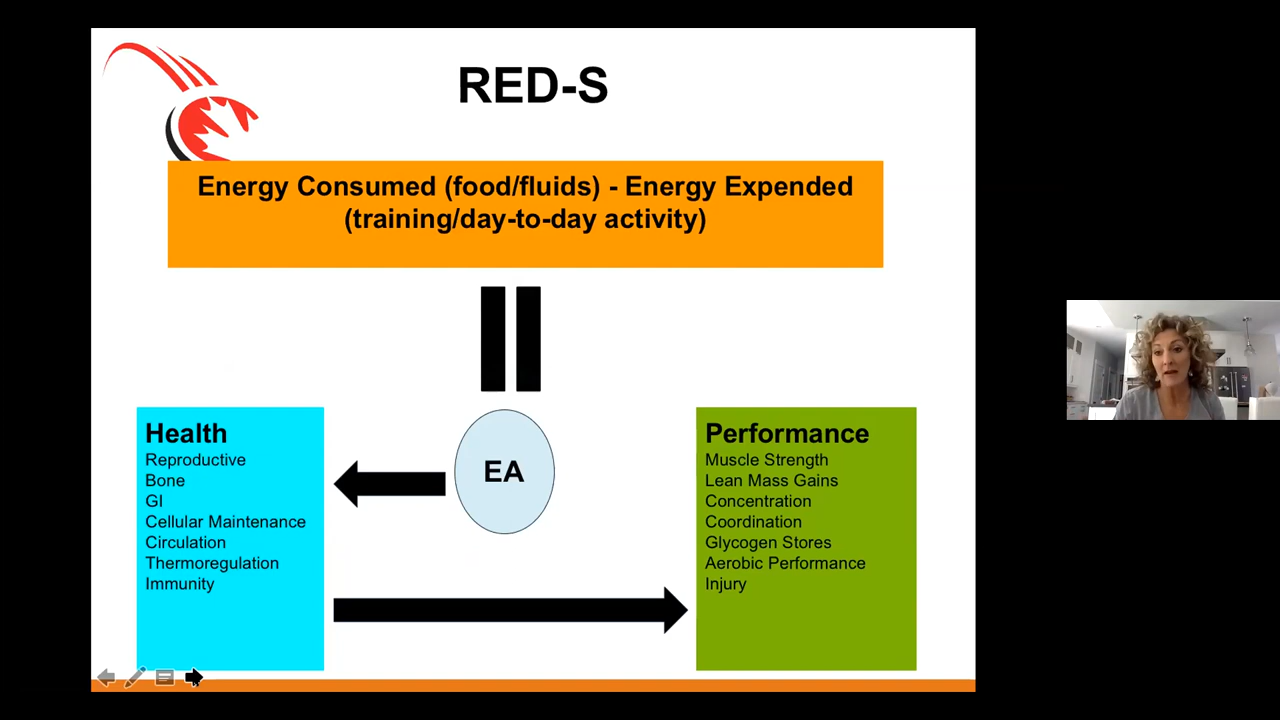 RED-S
Energy Consumed (food/fluids) - Energy Expended
(training/day-to-day activity)
EA
Health
Reproductive
Bone
GI
Cellular Maintenance
Circulation
Thermoregulation
Immunity
Performance
Muscle Strength
Lean Mass Gains
Concentration
Coordination
Glycogen Stores
Aerobic Performance
Injury